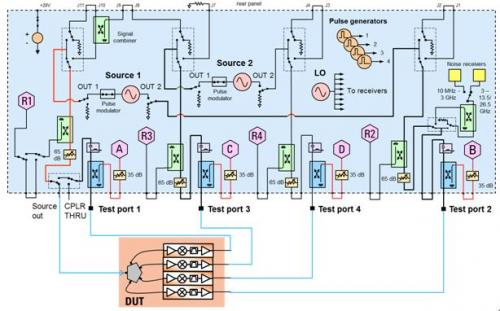 rear panel
+28V
J11 J10 J9
J7
J8
J4 J3
J2 J1
Signal
combiner
Pulse generators
1
2
3
4
Source 1
OUT 1
OUT 2
Pulse
modulator
Source 2
OUT 1
OUT 2
Pulse
modulator
LO
To receivers
Noise receivers
10 MHz –
3 GHz
3 –
13.5/
26.5
GHz
R1
A
R3
C
R4
D
R2
B
65
dB
35 dB
65 dB
35 dB
65 dB
35 dB
65 dB
35 dB
Source
out
CPLR
THRU
Test port 1
Test port 3
Test port 4
Test port 2
DUT